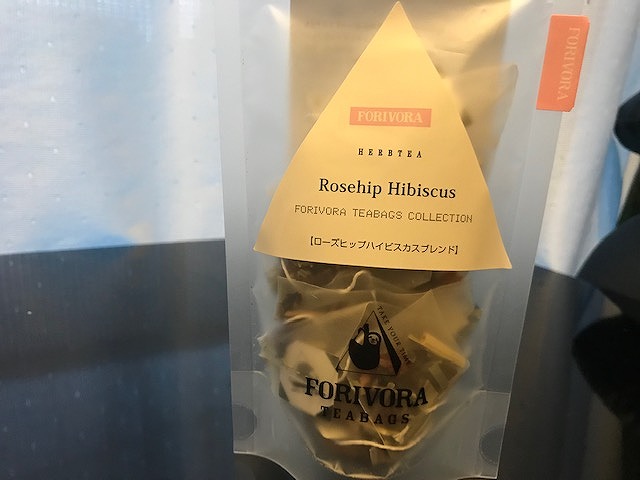 FORIVORA
FORIVORA
HERBTEA
Rosehip Hibiscus
FORIVORA TEABAGS COLLECTION
【ローズヒップハイビスカスブレンド】
TAKE YOUR TIME
FORIVORA
TEABAGS